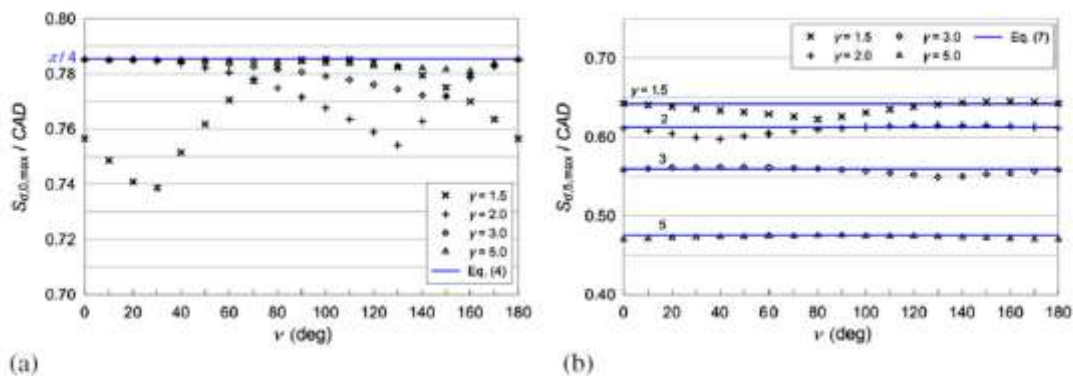 0.80
π/4
0.78
0.76
0.74
0.72
0.70
S_d,0,max / CAD
0 20 40 60 80 100 120 140 160 180
ν (deg)
γ = 1.5
γ = 2.0
γ = 3.0
γ = 5.0
Eq. (4)
(a)
0.70
0.60
0.50
0.40
S_d,5,max / CAD
0 20 40 60 80 100 120 140 160 180
ν (deg)
γ = 1.5 γ = 3.0 Eq. (7)
γ = 2.0 γ = 5.0
γ = 1.5
2
3
5
(b)